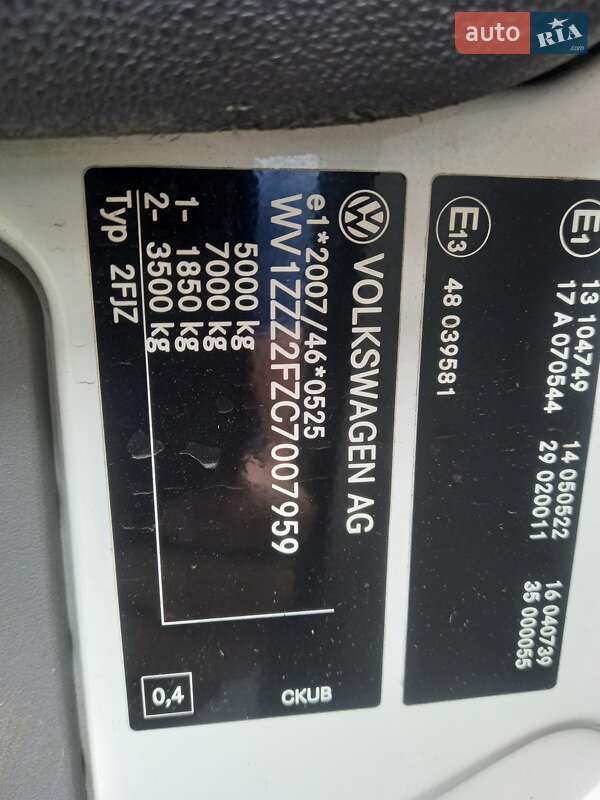 auto RIA .com
VOLKSWAGEN AG
e1*2007/46*0525
WV1ZZZ2FZC7007959
5000 kg
7000 kg
1- 1850 kg
2- 3500 kg
Typ 2FJZ
0,4
CKUB
E1
13 104749 14 050522 16 040739
17 A 070544 29 020011 35 000055
E13
48 039581